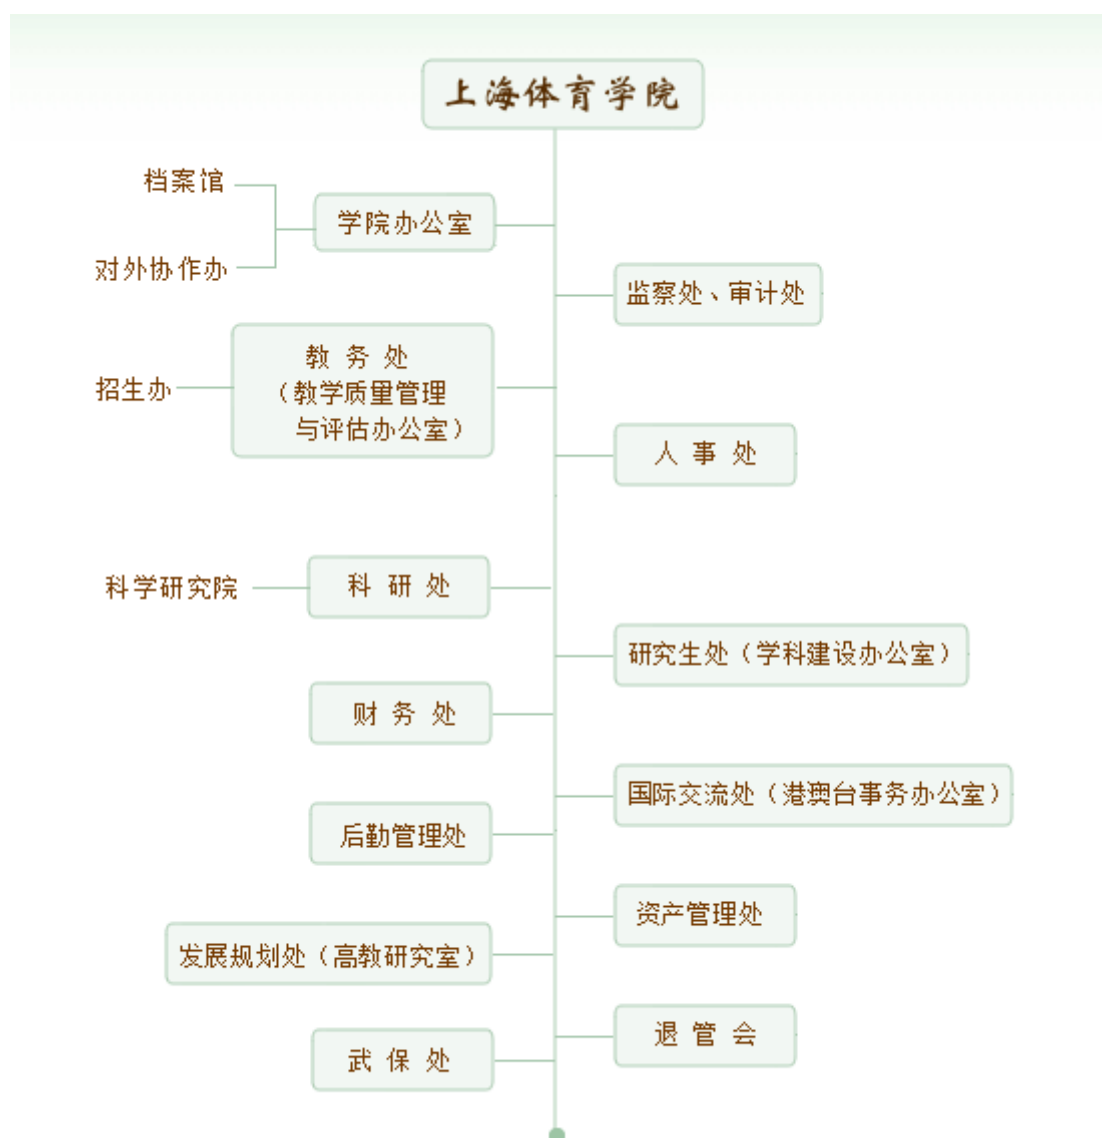 上海体育学院
档案馆
学院办公室
对外协作办
监察处、审计处
教务处
（教学质量管理
与评估办公室）
招生办
人事处
科学研究院
科研处
研究生处（学科建设办公室）
财务处
国际交流处（港澳台事务办公室）
后勤管理处
资产管理处
发展规划处（高教研究室）
退管会
武保处